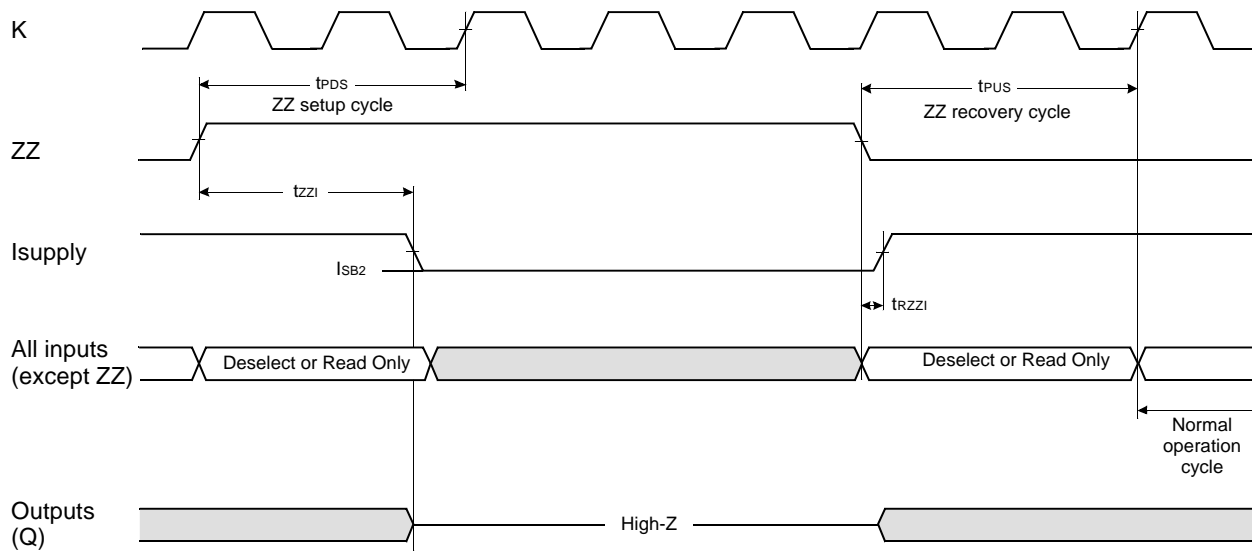 K
tPDS
ZZ setup cycle
tPUS
ZZ recovery cycle
ZZ
tZZI
Isupply
ISB2
tRZZI
All inputs
(except ZZ)
Deselect or Read Only
Deselect or Read Only
Normal
operation
cycle
Outputs
(Q)
High-Z